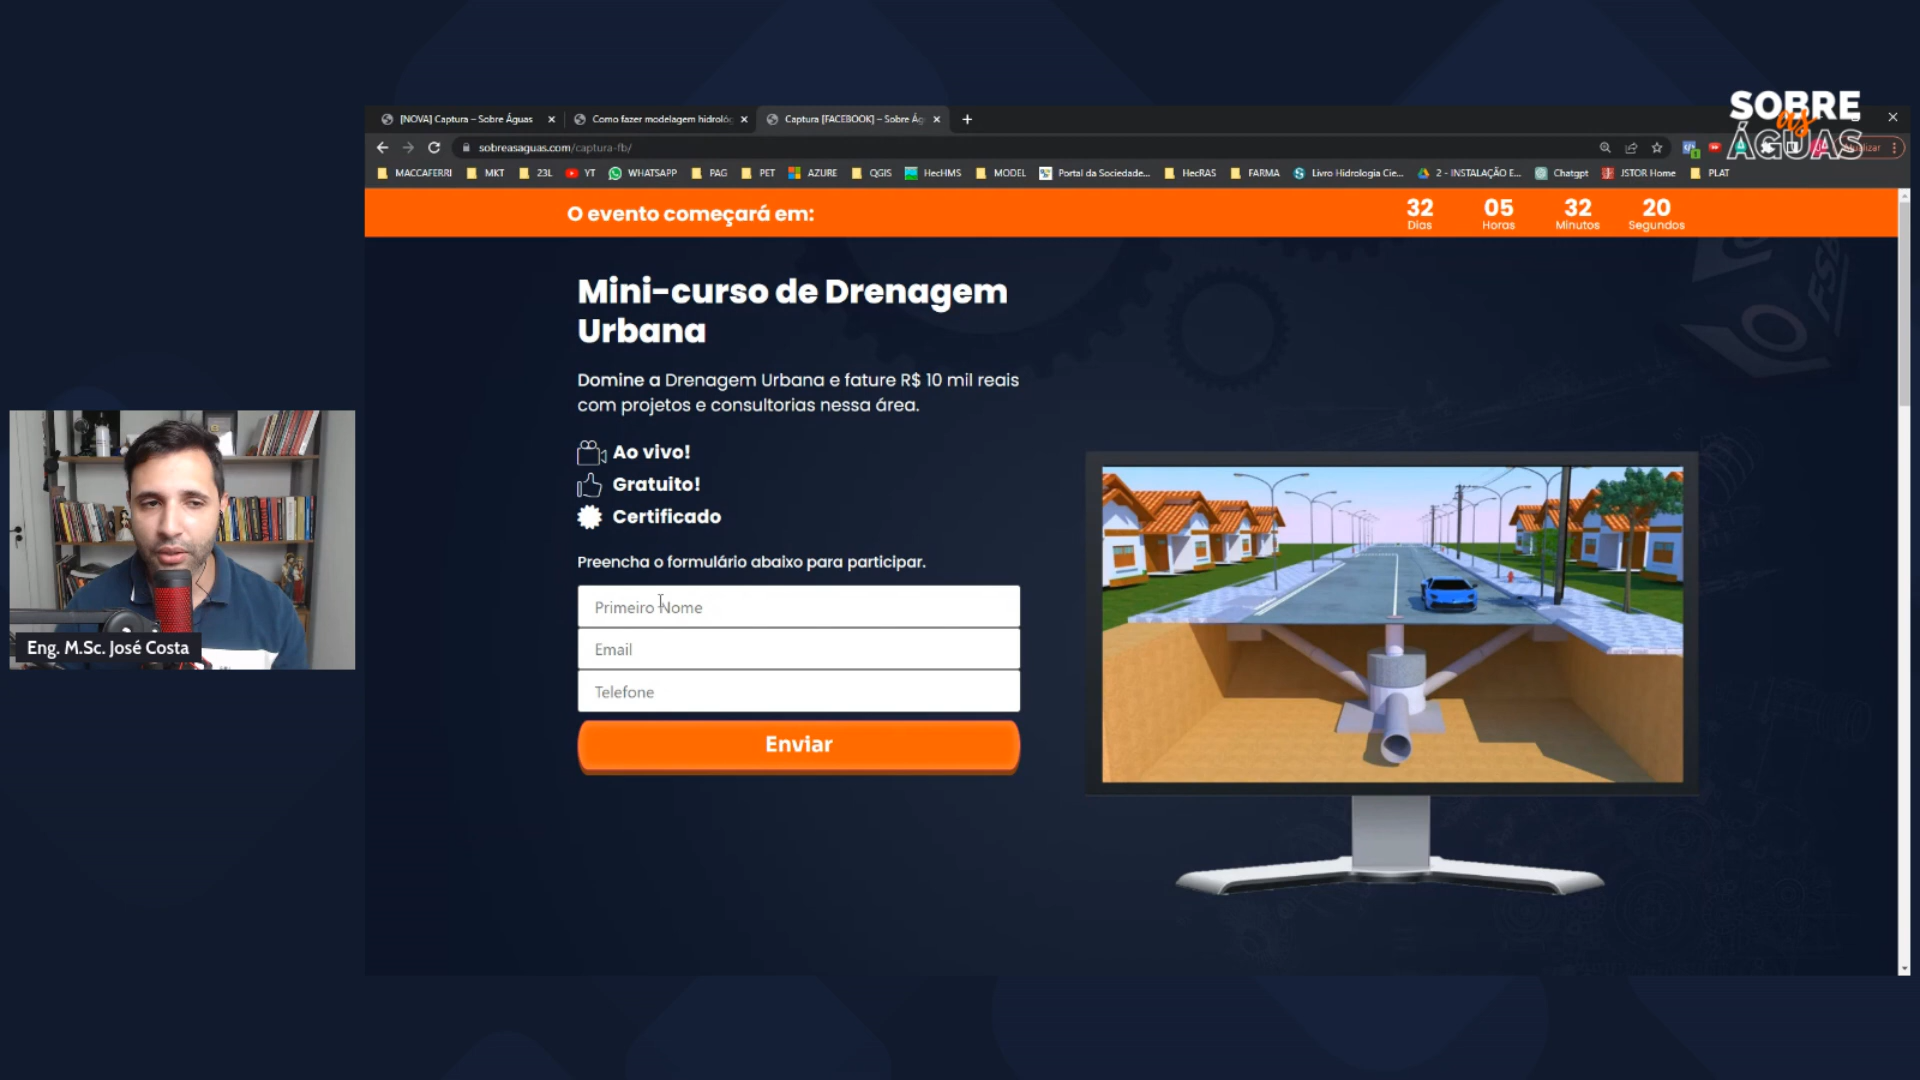 SOBRE
as
ÁGUAS
[NOVA] Captura – Sobre Águas
Como fazer modelagem hidroló
Captura [FACEBOOK] – Sobre Ág
sobreasaguas.com/captura-fb/
MACCAFERRI
MKT
23L
YT
WHATSAPP
PAG
PET
AZURE
QGIS
HecHMS
MODEL
Portal da Sociedade...
HecRAS
FARMA
Livro Hidrologia Cie...
2 - INSTALAÇÃO E...
Chatgpt
JSTOR Home
PLAT
O evento começará em:
32 05 32 20
Dias Horas Minutos Segundos
Mini-curso de Drenagem
Urbana
Domine a Drenagem Urbana e fature R$ 10 mil reais
com projetos e consultorias nessa área.
Ao vivo!
Gratuito!
Certificado
Preencha o formulário abaixo para participar.
Primeiro Nome
Email
Telefone
Enviar
Eng. M.Sc. José Costa